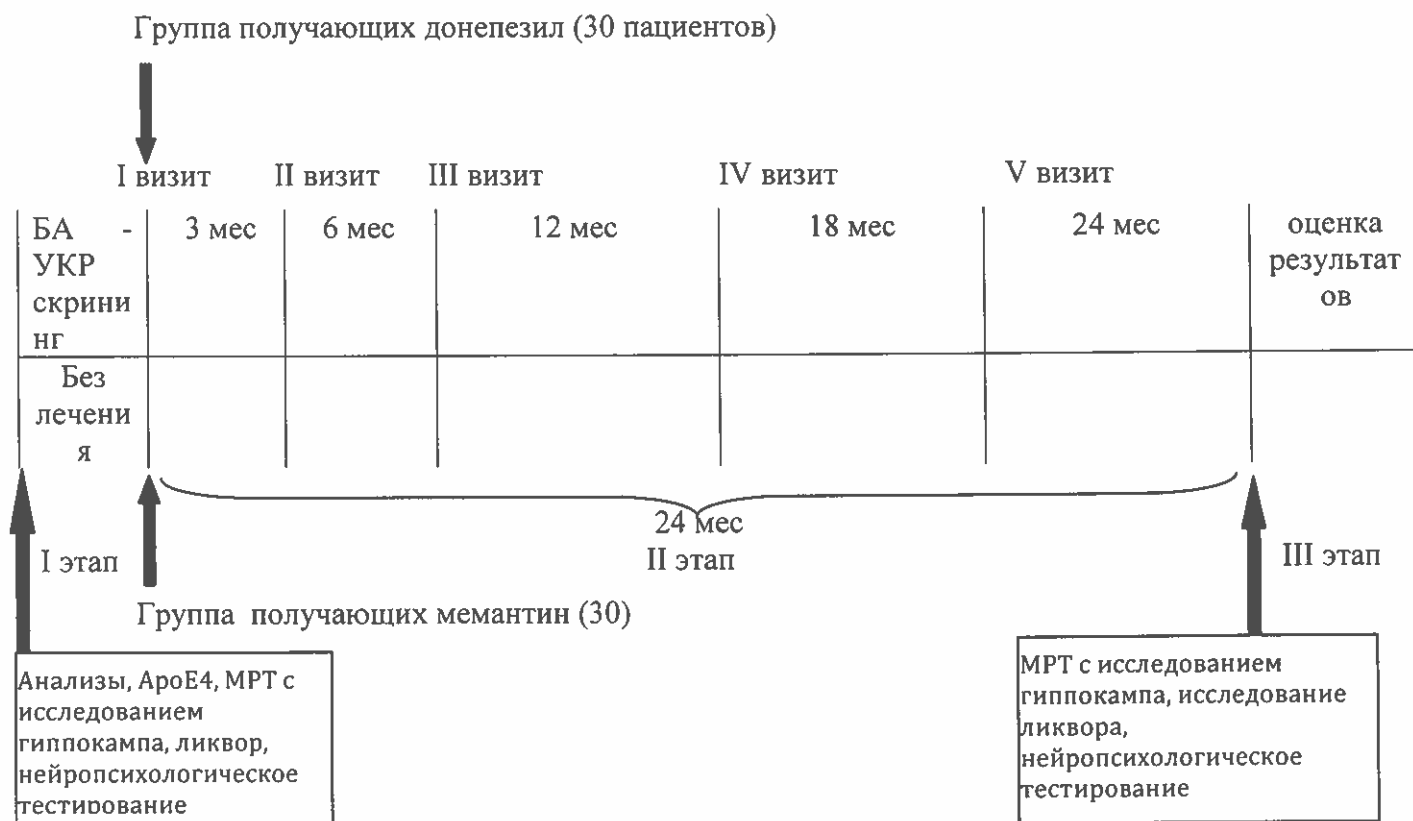 Группа получающих донепезил (30 пациентов)
I визит II визит III визит IV визит V визит
БА -
УКР
скрини
нг
3 мес
6 мес
12 мес
18 мес
24 мес
оценка
результат
ов
Без
лечени
я
24 мес
II этап
I этап
III этап
Группа получающих мемантин (30)
Анализы, АроЕ4, МРТ с
исследованием
гиппокампа, ликвор,
нейропсихологическое
тестирование
МРТ с исследованием
гиппокампа, исследование
ликвора,
нейропсихологическое
тестирование